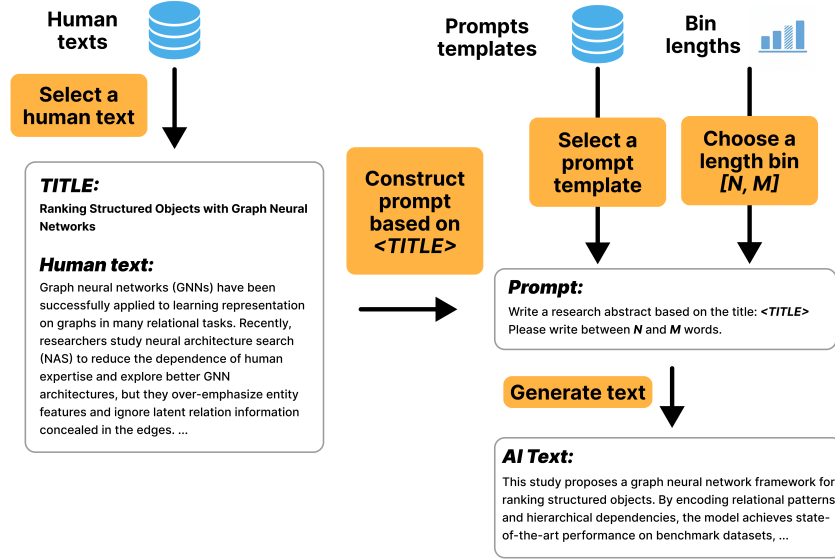 Human
texts
Select a
human text
TITLE:
Ranking Structured Objects with Graph Neural
Networks
Human text:
Graph neural networks (GNNs) have been
successfully applied to learning representation
on graphs in many relational tasks. Recently,
researchers study neural architecture search
(NAS) to reduce the dependence of human
expertise and explore better GNN
architectures, but they over-emphasize entity
features and ignore latent relation information
concealed in the edges. ...
Construct
prompt
based on
<TITLE>
Prompts
templates
Select a
prompt
template
Bin
lengths
Choose a
length bin
[N, M]
Prompt:
Write a research abstract based on the title: <TITLE>
Please write between N and M words.
Generate text
AI Text:
This study proposes a graph neural network framework for
ranking structured objects. By encoding relational patterns
and hierarchical dependencies, the model achieves state-
of-the-art performance on benchmark datasets, ...